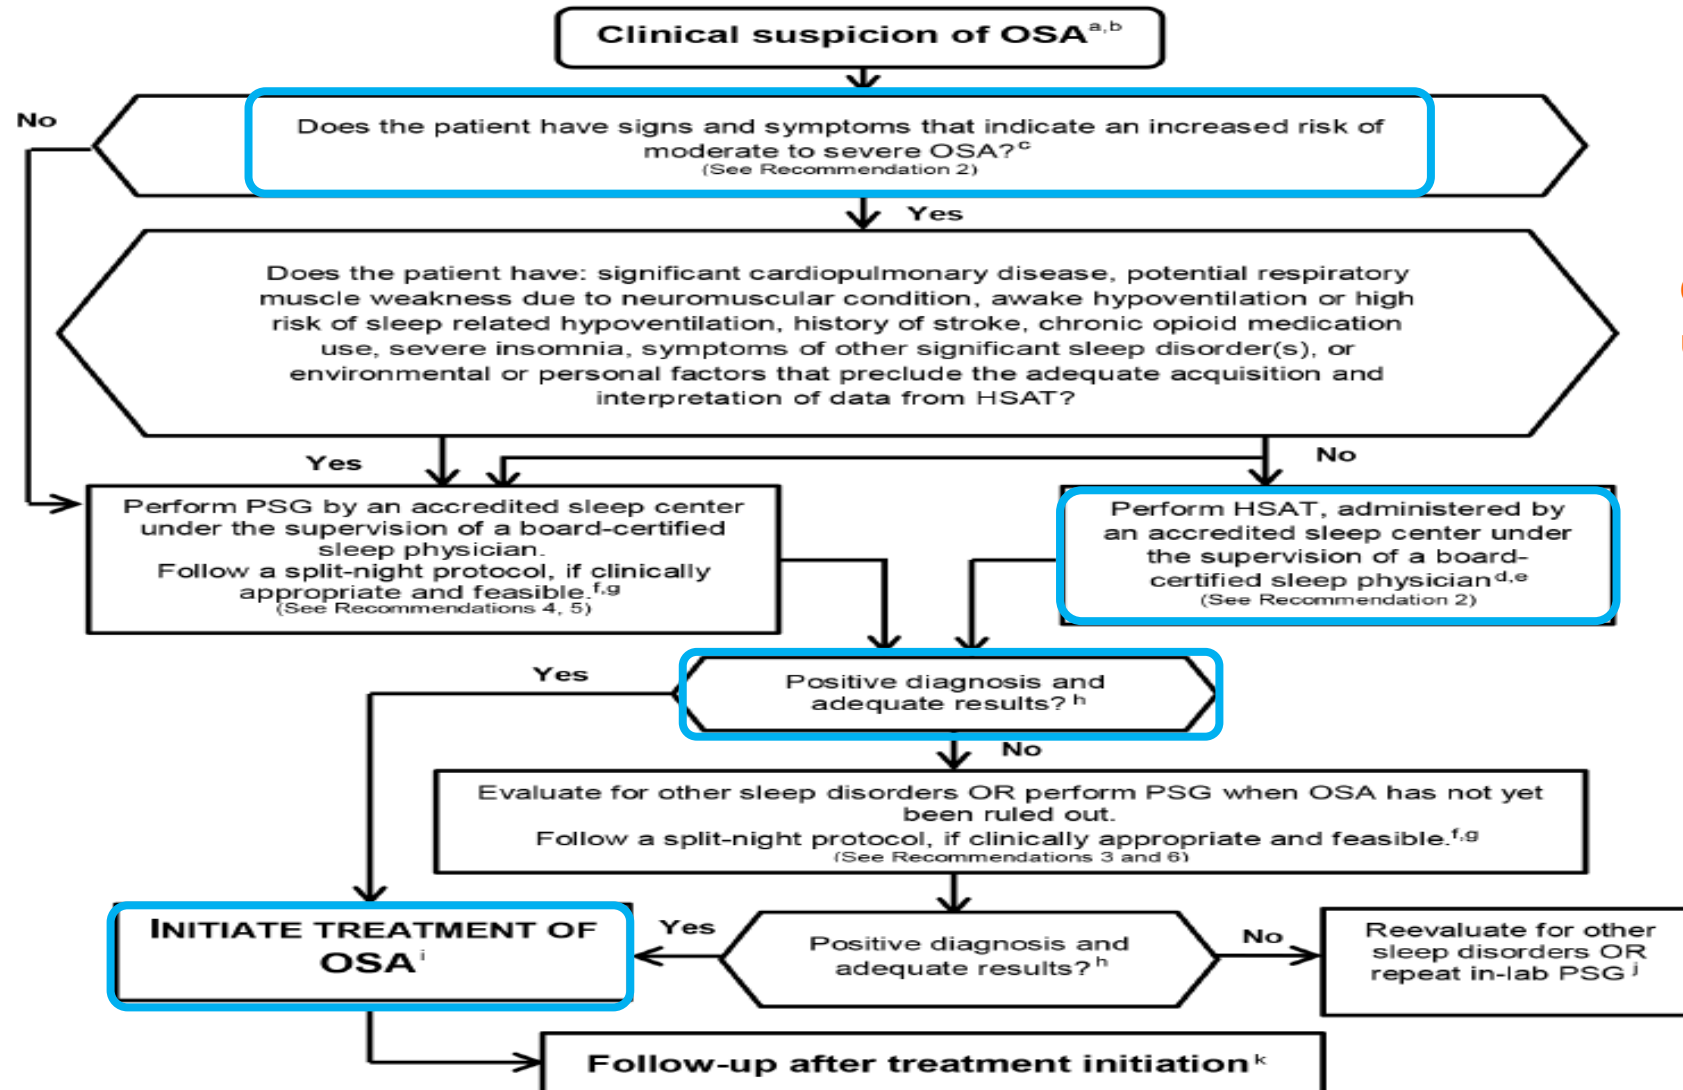 Clinical suspicion of OSA a,b
No
Does the patient have signs and symptoms that indicate an increased risk of
moderate to severe OSA? c
(See Recommendation 2)
Yes
Does the patient have: significant cardiopulmonary disease, potential respiratory
muscle weakness due to neuromuscular condition, awake hypoventilation or high
risk of sleep related hypoventilation, history of stroke, chronic opioid medication
use, severe insomnia, symptoms of other significant sleep disorder(s), or
environmental or personal factors that preclude the adequate acquisition and
interpretation of data from HSAT?
Yes
No
Perform PSG by an accredited sleep center
under the supervision of a board-certified
sleep physician.
Follow a split-night protocol, if clinically
appropriate and feasible. f,g
(See Recommendations 4, 5)
Perform HSAT, administered by
an accredited sleep center under
the supervision of a board-
certified sleep physician d,e
(See Recommendation 2)
Yes
Positive diagnosis and
adequate results? h
No
Evaluate for other sleep disorders OR perform PSG when OSA has not yet
been ruled out.
Follow a split-night protocol, if clinically appropriate and feasible. f,g
(See Recommendations 3 and 6)
INITIATE TREATMENT OF
OSA i
Yes
Positive diagnosis and
adequate results? h
No
Reevaluate for other
sleep disorders OR
repeat in-lab PSG j
Follow-up after treatment initiation k